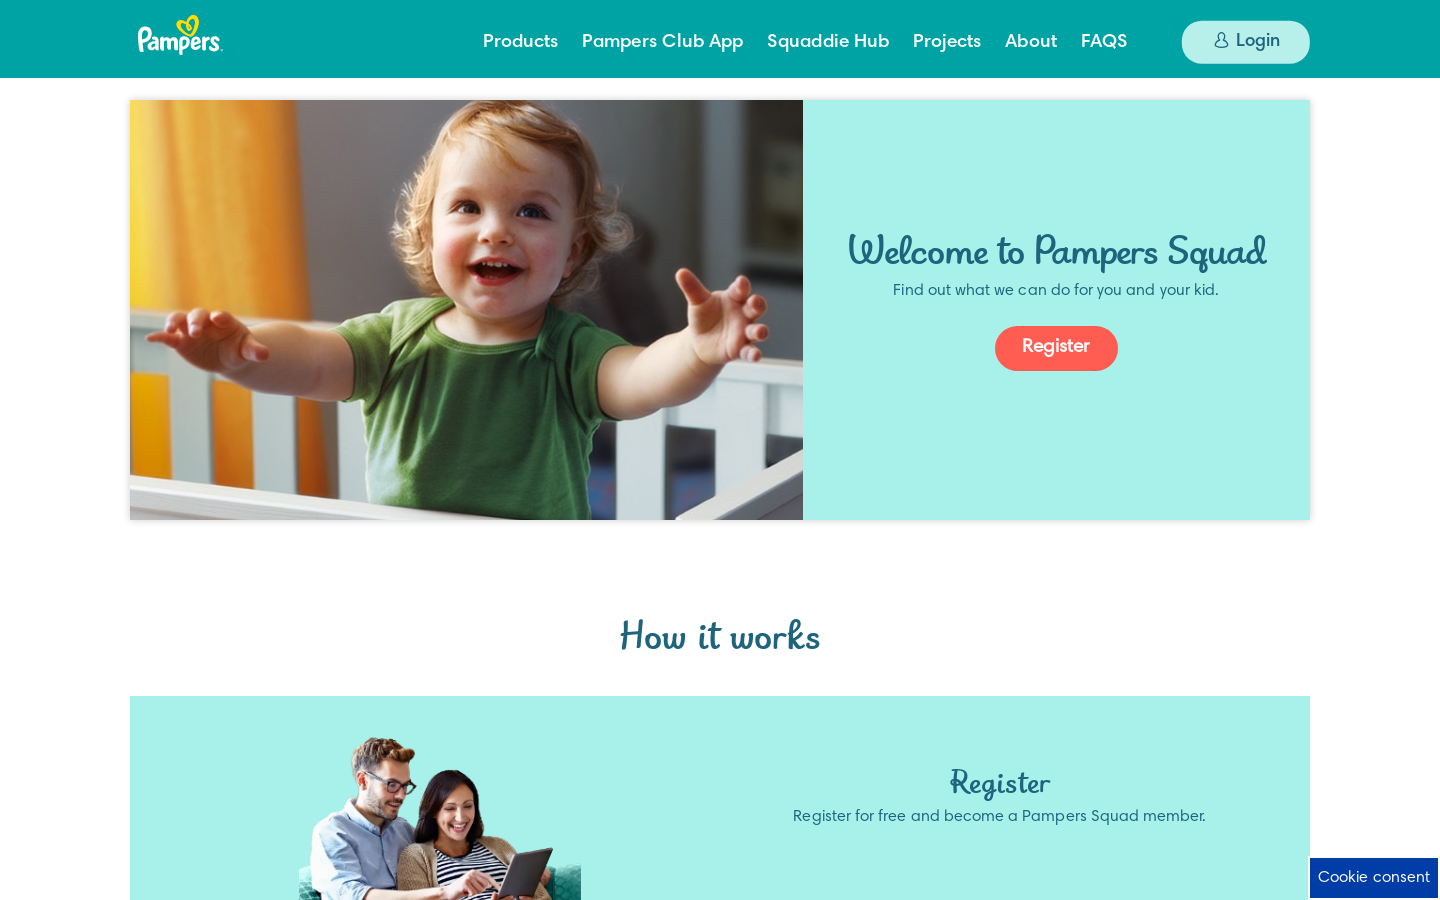 Pampers
Products
Pampers Club App
Squaddie Hub
Projects
About
FAQS
Login
Welcome to Pampers Squad
Find out what we can do for you and your kid.
Register
How it works
Register
Register for free and become a Pampers Squad member.
Cookie consent